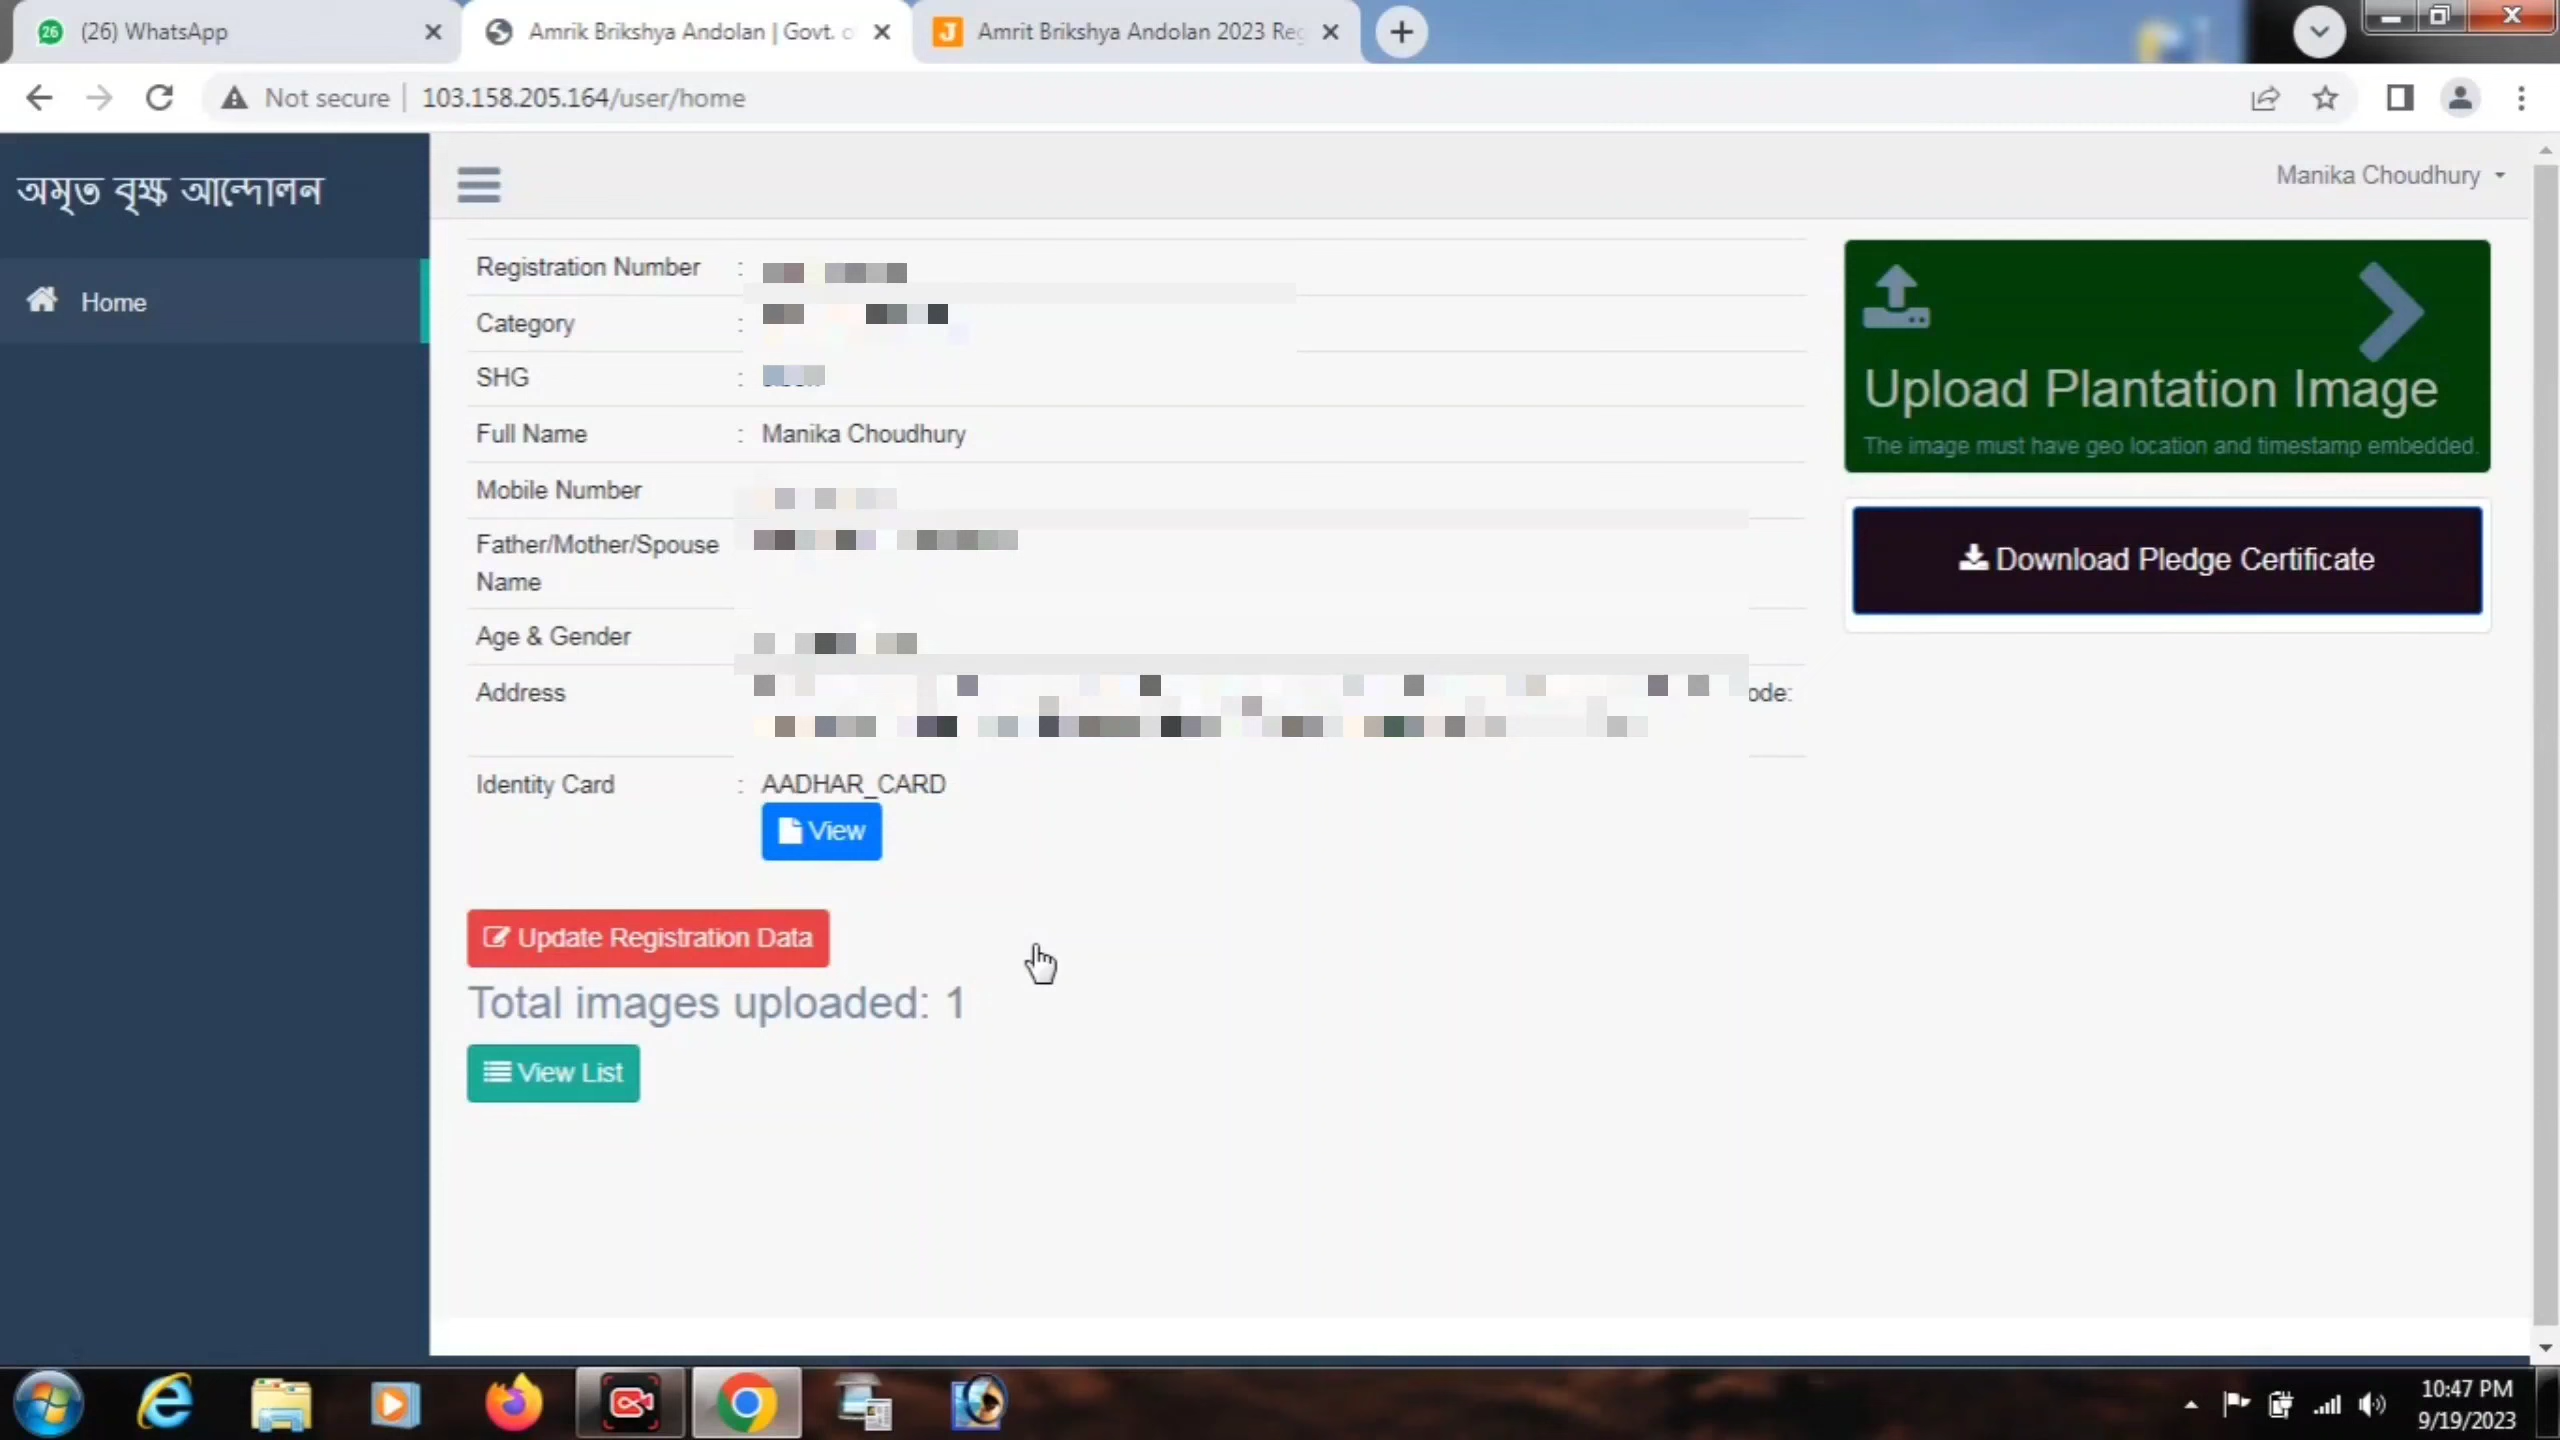 26
(26) WhatsApp
Amrik Brikshya Andolan | Govt. o
J
Amrit Brikshya Andolan 2023 Reg
Not secure
103.158.205.164/user/home
অমৃত বৃক্ষ আন্দোলন
Manika Choudhury
Home
Registration Number :
Category :
SHG :
Full Name : Manika Choudhury
Mobile Number
Father/Mother/Spouse
Name
Age & Gender
Address ode:
Identity Card : AADHAR_CARD
View
Update Registration Data
Total images uploaded: 1
View List
Upload Plantation Image
The image must have geo location and timestamp embedded.
Download Pledge Certificate
10:47 PM
9/19/2023